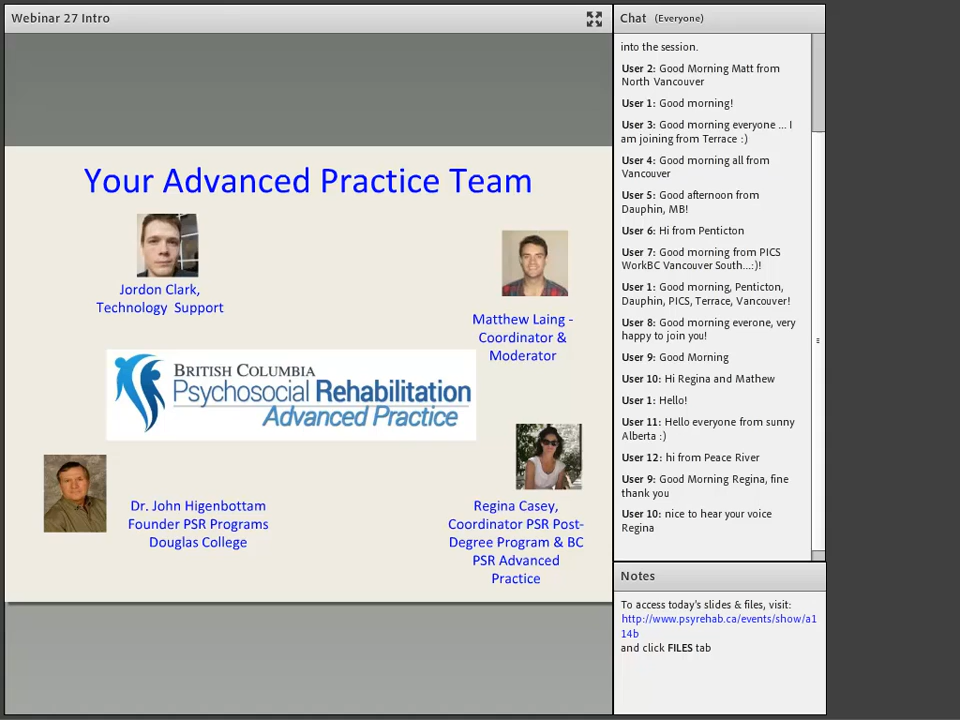 Webinar 27 Intro
Your Advanced Practice Team
Jordon Clark,
Technology Support
Matthew Laing -
Coordinator &
Moderator
BRITISH COLUMBIA
Psychosocial Rehabilitation
Advanced Practice
Dr. John Higenbottam
Founder PSR Programs
Douglas College
Regina Casey,
Coordinator PSR Post-
Degree Program & BC
PSR Advanced
Practice
Chat (Everyone)
into the session.
User 2: Good Morning Matt from
North Vancouver
User 1: Good morning!
User 3: Good morning everyone ... I
am joining from Terrace :)
User 4: Good morning all from
Vancouver
User 5: Good afternoon from
Dauphin, MB!
User 6: Hi from Penticton
User 7: Good morning from PICS
WorkBC Vancouver South...:)!
User 1: Good morning, Penticton,
Dauphin, PICS, Terrace, Vancouver!
User 8: Good morning everone, very
happy to join you!
User 9: Good Morning
User 10: Hi Regina and Mathew
User 1: Hello!
User 11: Hello everyone from sunny
Alberta :)
User 12: hi from Peace River
User 9: Good Morning Regina, fine
thank you
User 10: nice to hear your voice
Regina
Notes
To access today's slides & files, visit:
http://www.psyrehab.ca/events/show/a1
14b
and click FILES tab